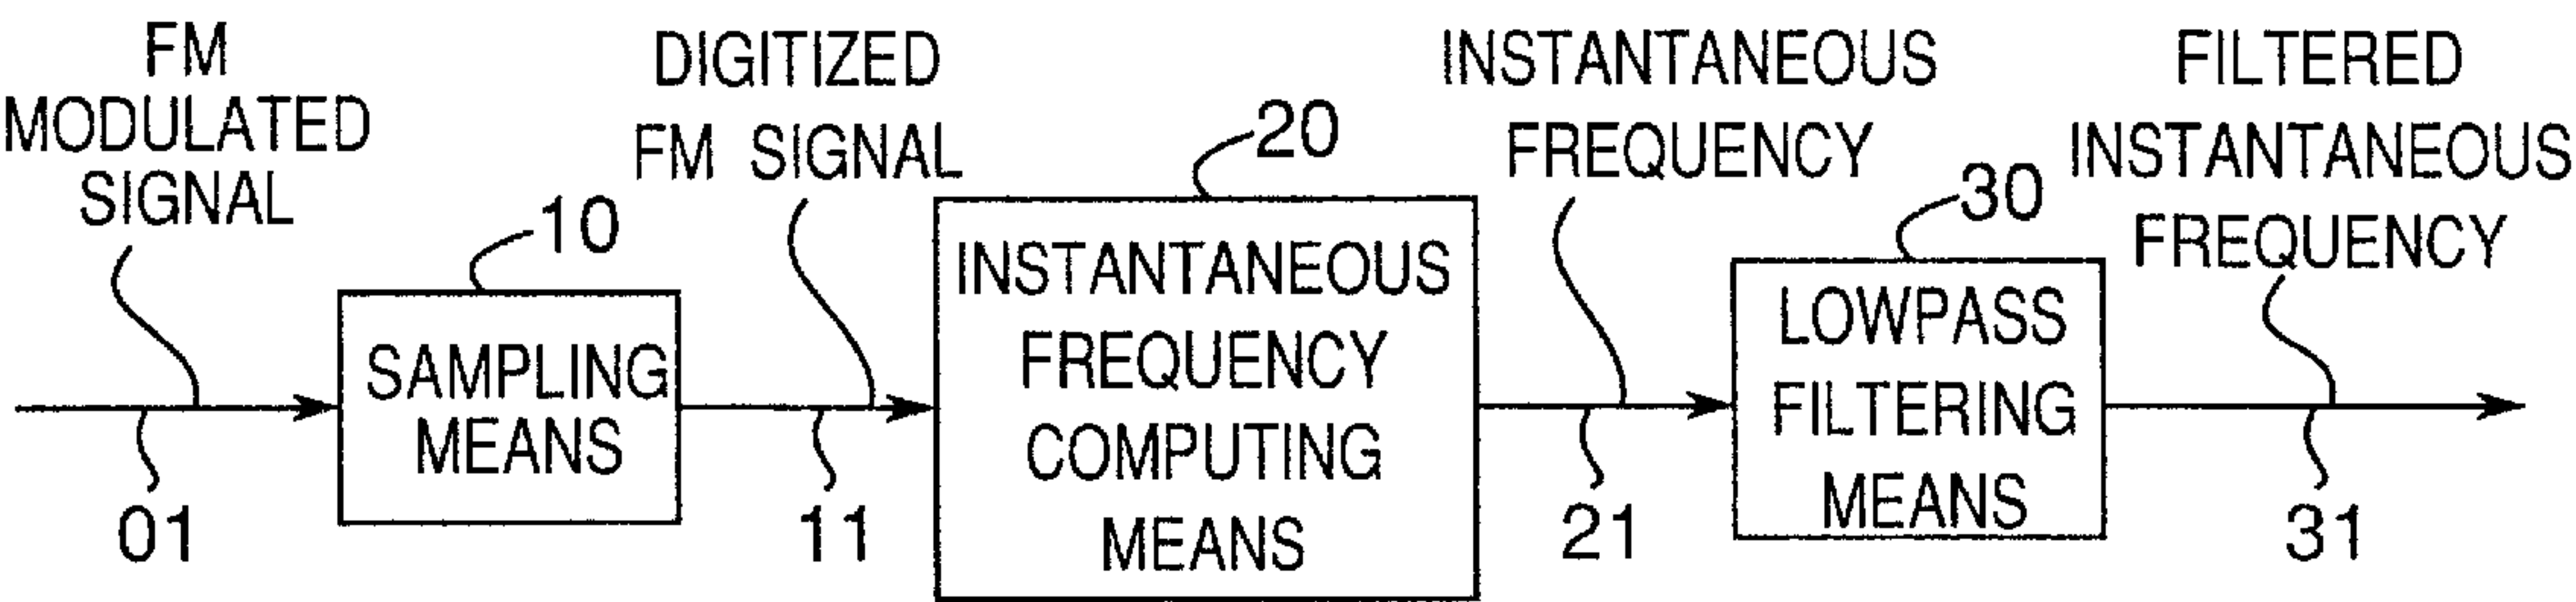 FM
MODULATED
SIGNAL
01
10
SAMPLING
MEANS
DIGITIZED
FM SIGNAL
11
20
INSTANTANEOUS
FREQUENCY
COMPUTING
MEANS
INSTANTANEOUS
FREQUENCY
21
30
LOWPASS
FILTERING
MEANS
FILTERED
INSTANTANEOUS
FREQUENCY
31